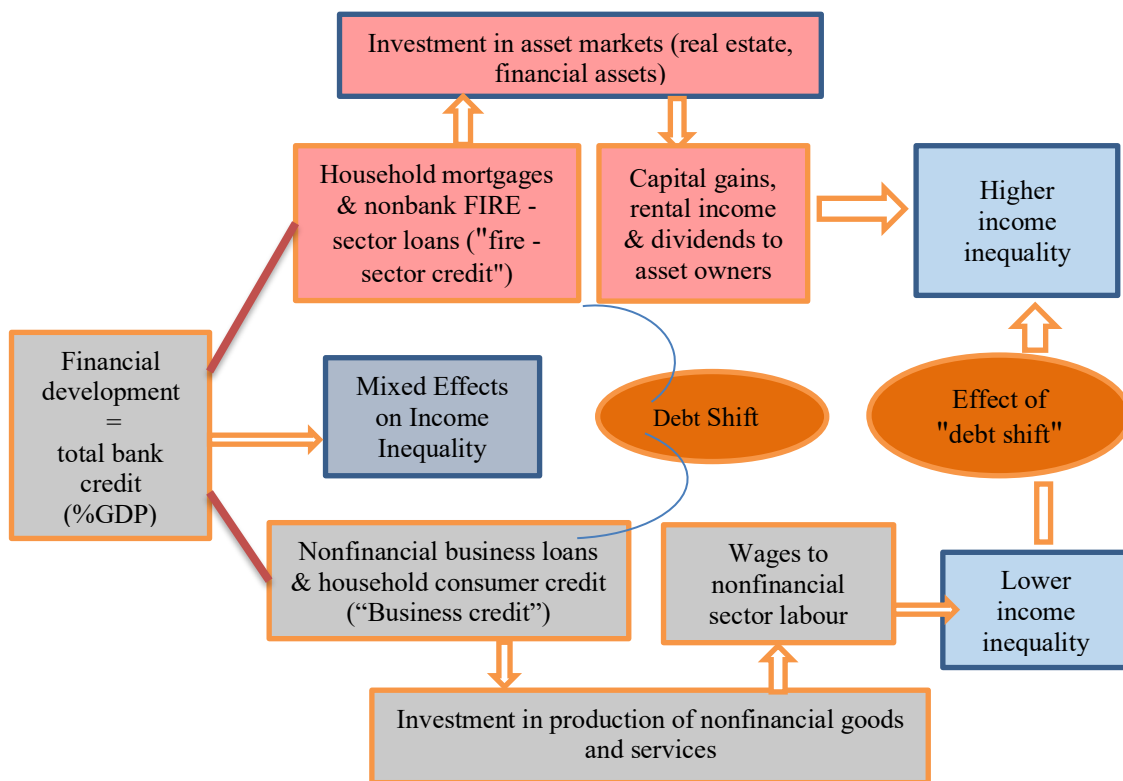 Investment in asset markets (real estate,
financial assets)
Household mortgages
& nonbank FIRE -
sector loans ("fire -
sector credit")
Capital gains,
rental income
& dividends to
asset owners
Higher
income
inequality
Financial
development
=
total bank
credit
(%GDP)
Mixed Effects
on Income
Inequality
Debt Shift
Effect of
"debt shift"
Nonfinancial business loans
& household consumer credit
(“Business credit”)
Wages to
nonfinancial
sector labour
Lower
income
inequality
Investment in production of nonfinancial goods
and services